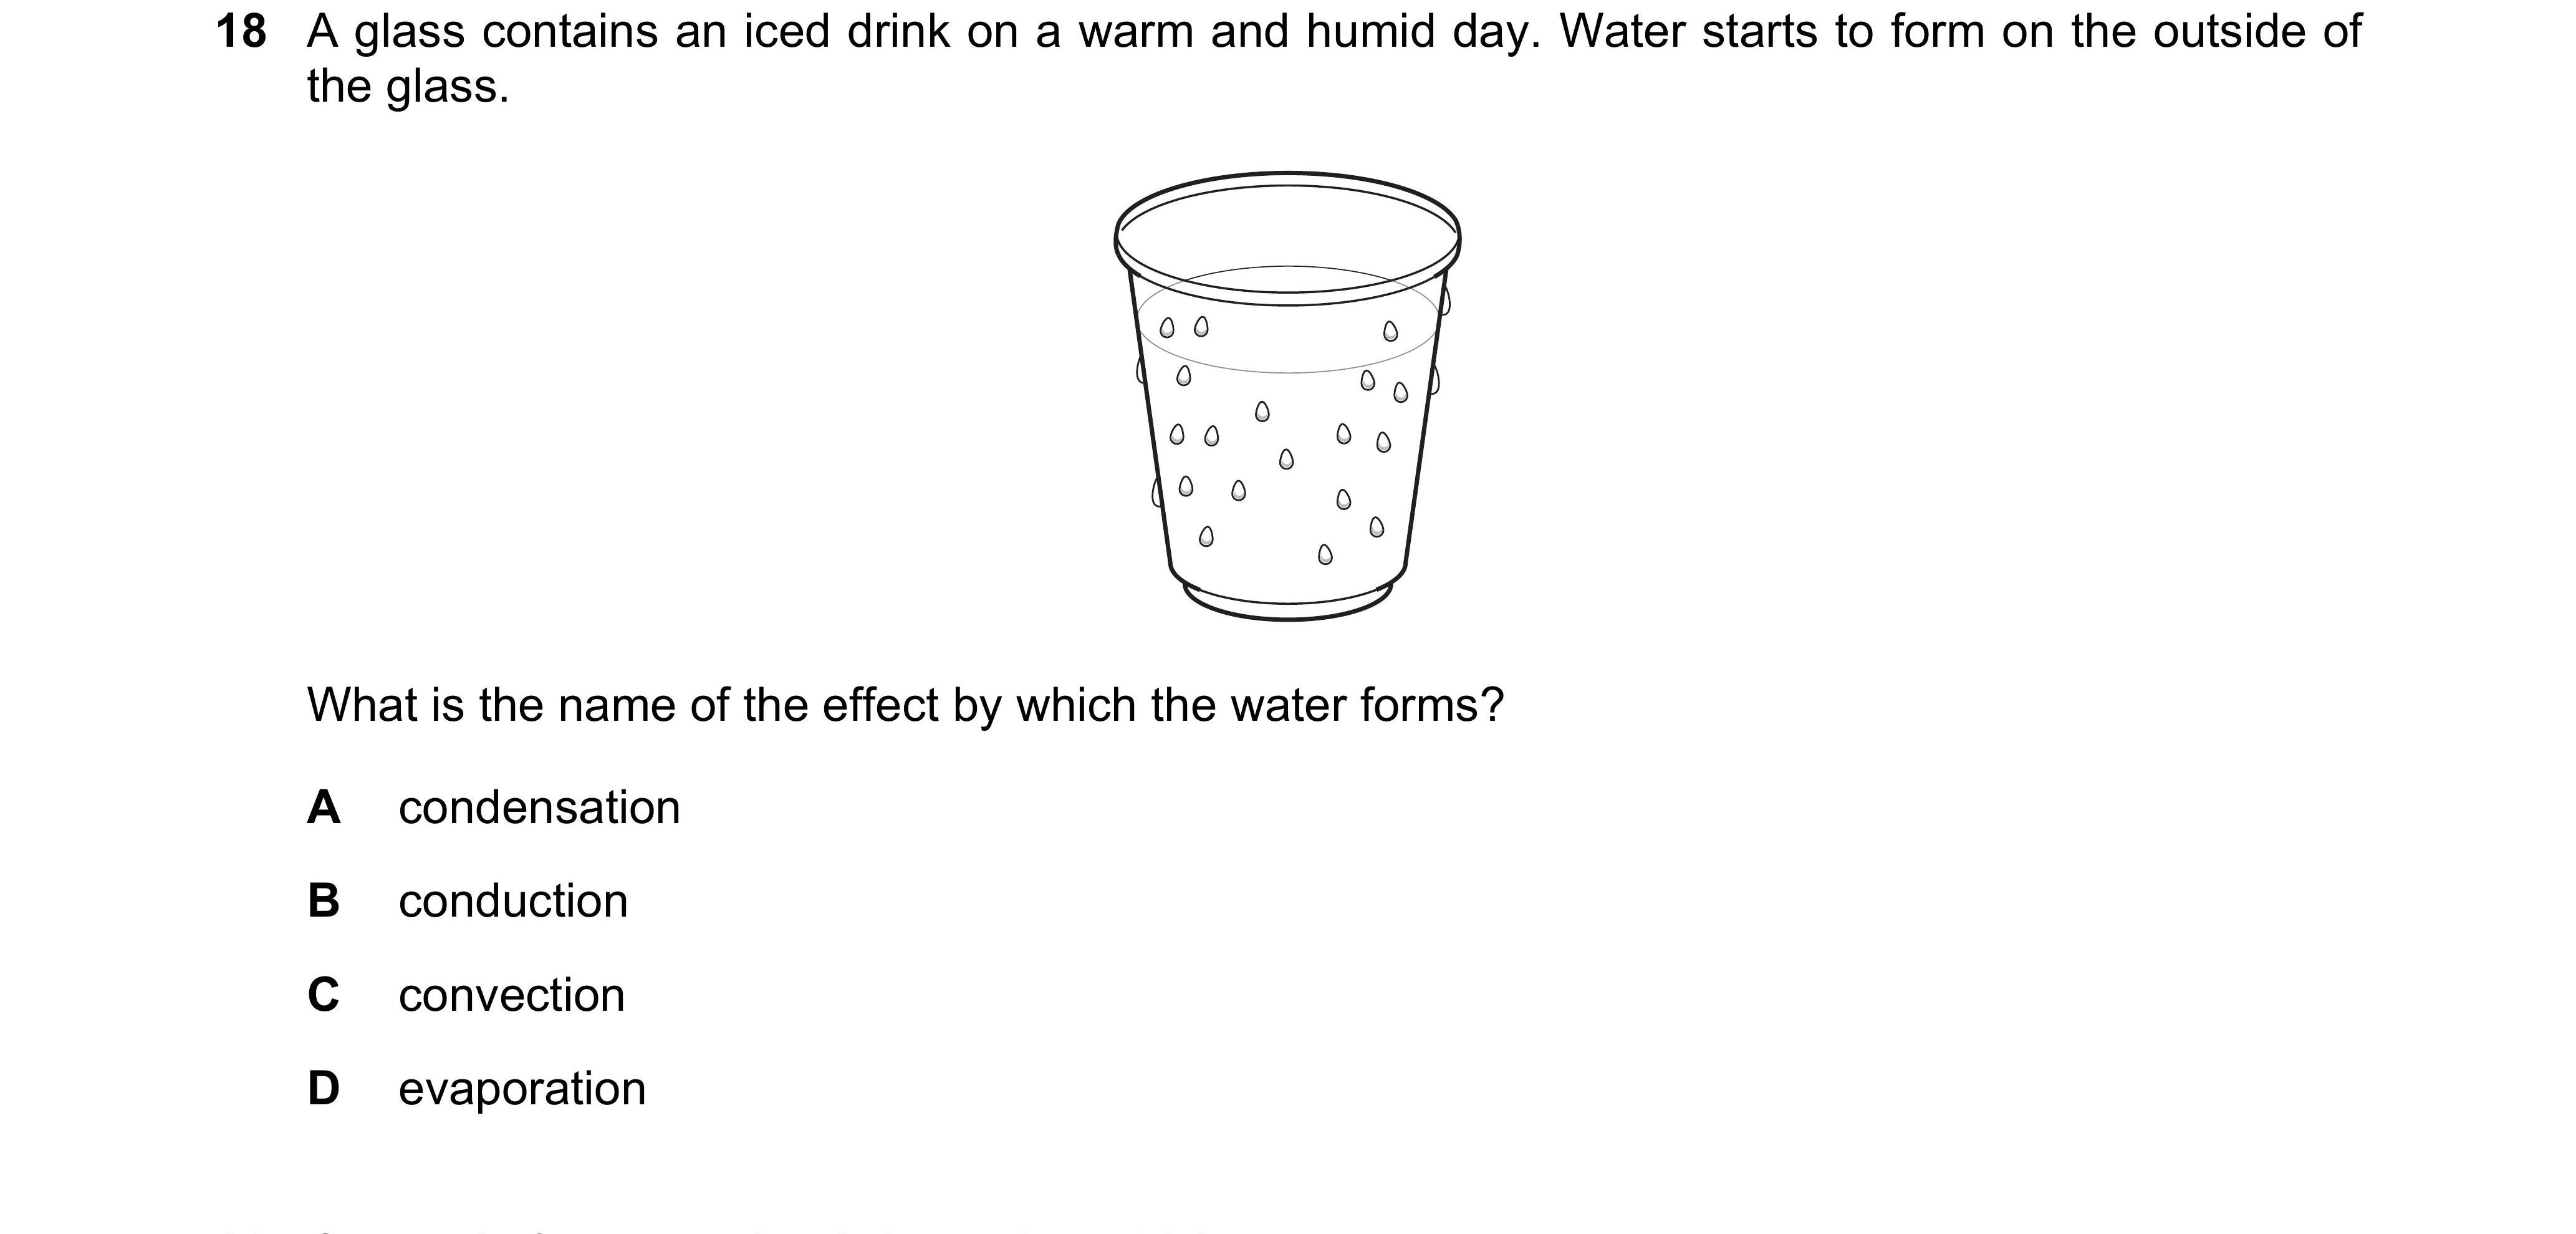 18 A glass contains an iced drink on a warm and humid day. Water starts to form on the outside of
the glass.
What is the name of the effect by which the water forms?
A condensation
B conduction
C convection
D evaporation